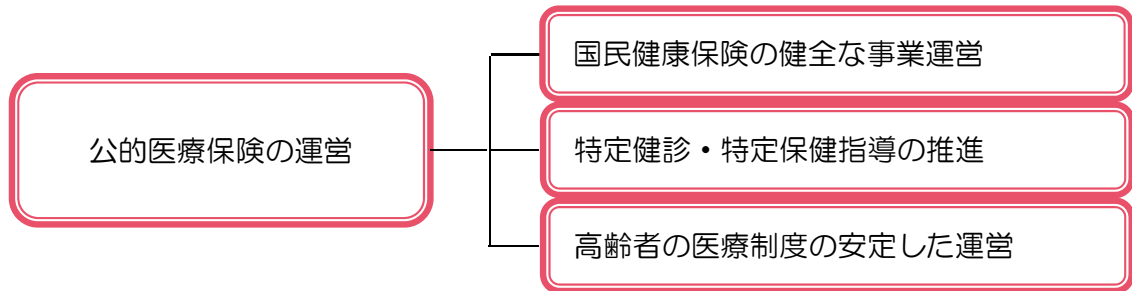 公的医療保険の運営
国民健康保険の健全な事業運営
特定健診・特定保健指導の推進
高齢者の医療制度の安定した運営